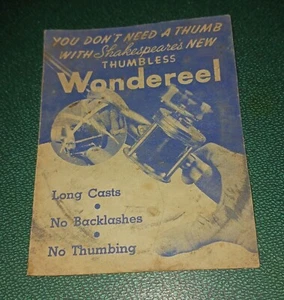 YOU DON'T NEED A THUMB
WITH Shakespeare's NEW
THUMBLESS
Wondereel
Long Casts
•
No Backlashes
•
No Thumbing